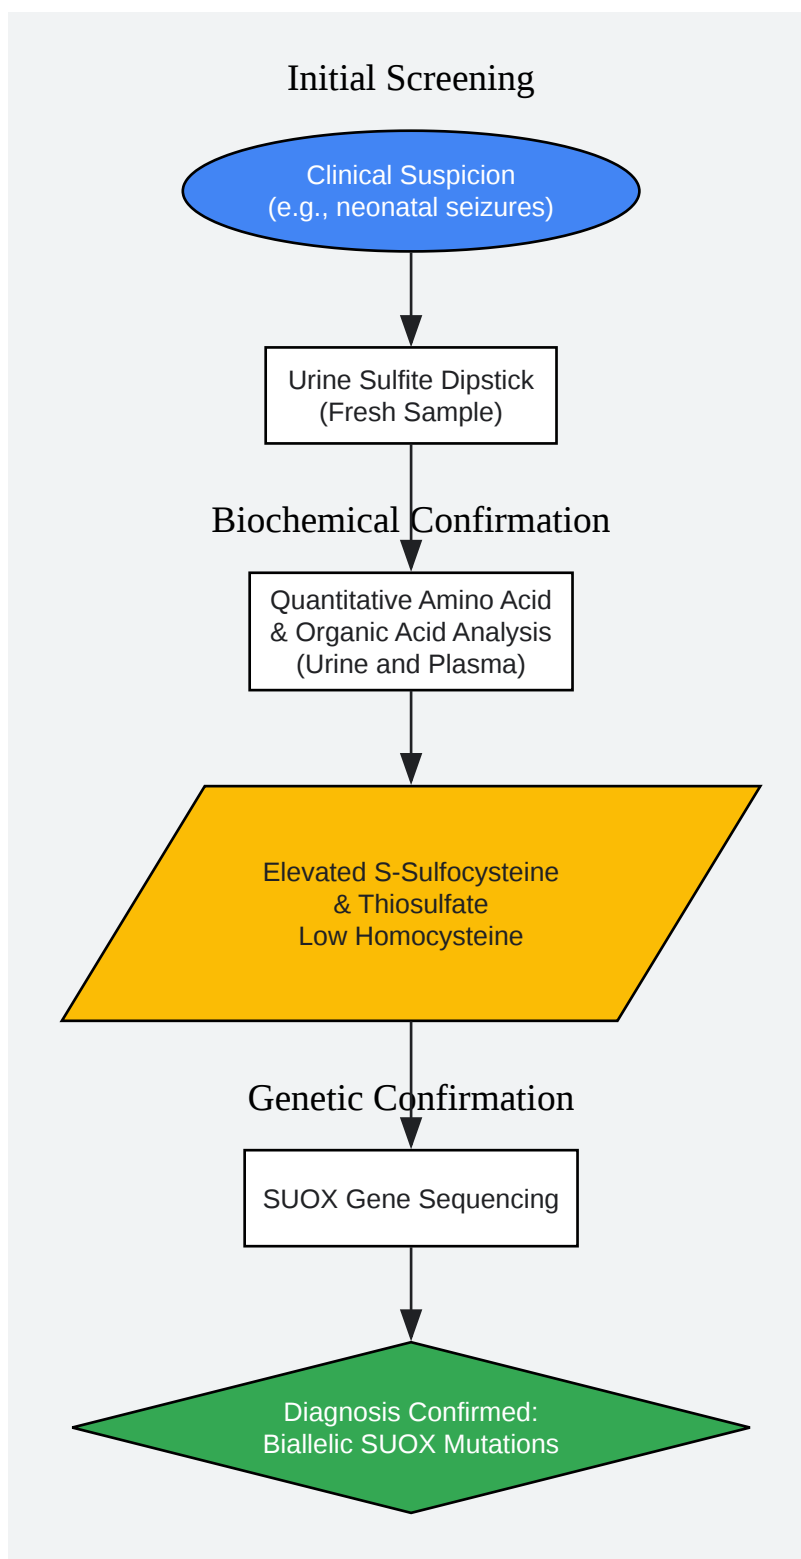 Initial Screening
Clinical Suspicion
(e.g., neonatal seizures)
Urine Sulfite Dipstick
(Fresh Sample)
Biochemical Confirmation
Quantitative Amino Acid
& Organic Acid Analysis
(Urine and Plasma)
Elevated S-Sulfocysteine
& Thiosulfate
Low Homocysteine
Genetic Confirmation
SUOX Gene Sequencing
Diagnosis Confirmed:
Biallelic SUOX Mutations